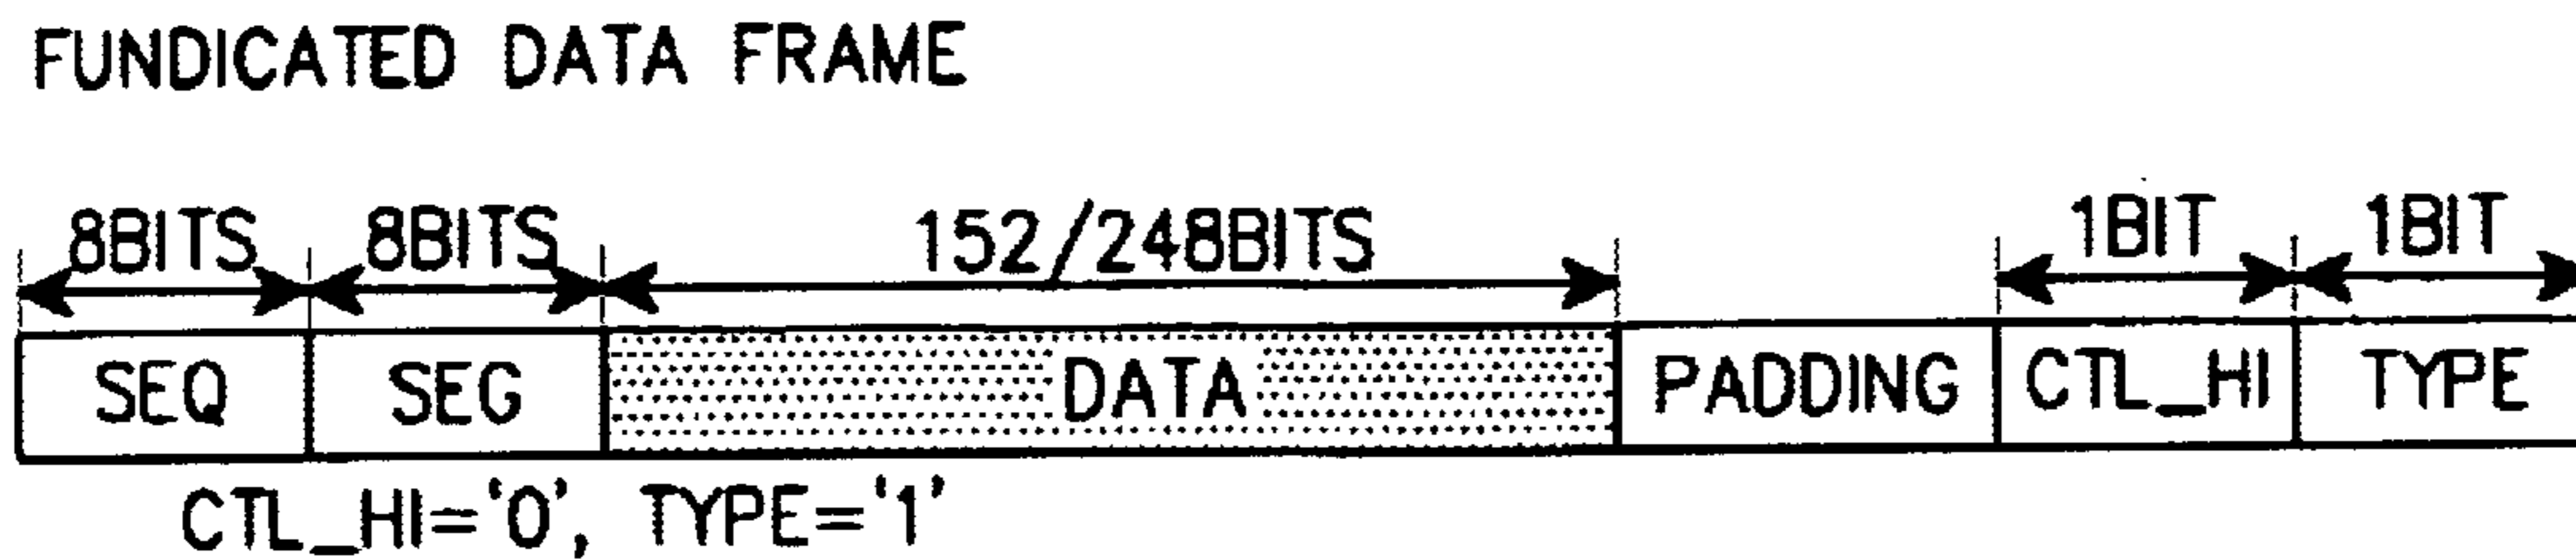 FUNDICATED DATA FRAME
8BITS 8BITS 152/248BITS 1BIT 1BIT
SEQ SEG DATA PADDING CTL_HI TYPE
CTL_HI='0', TYPE='1'